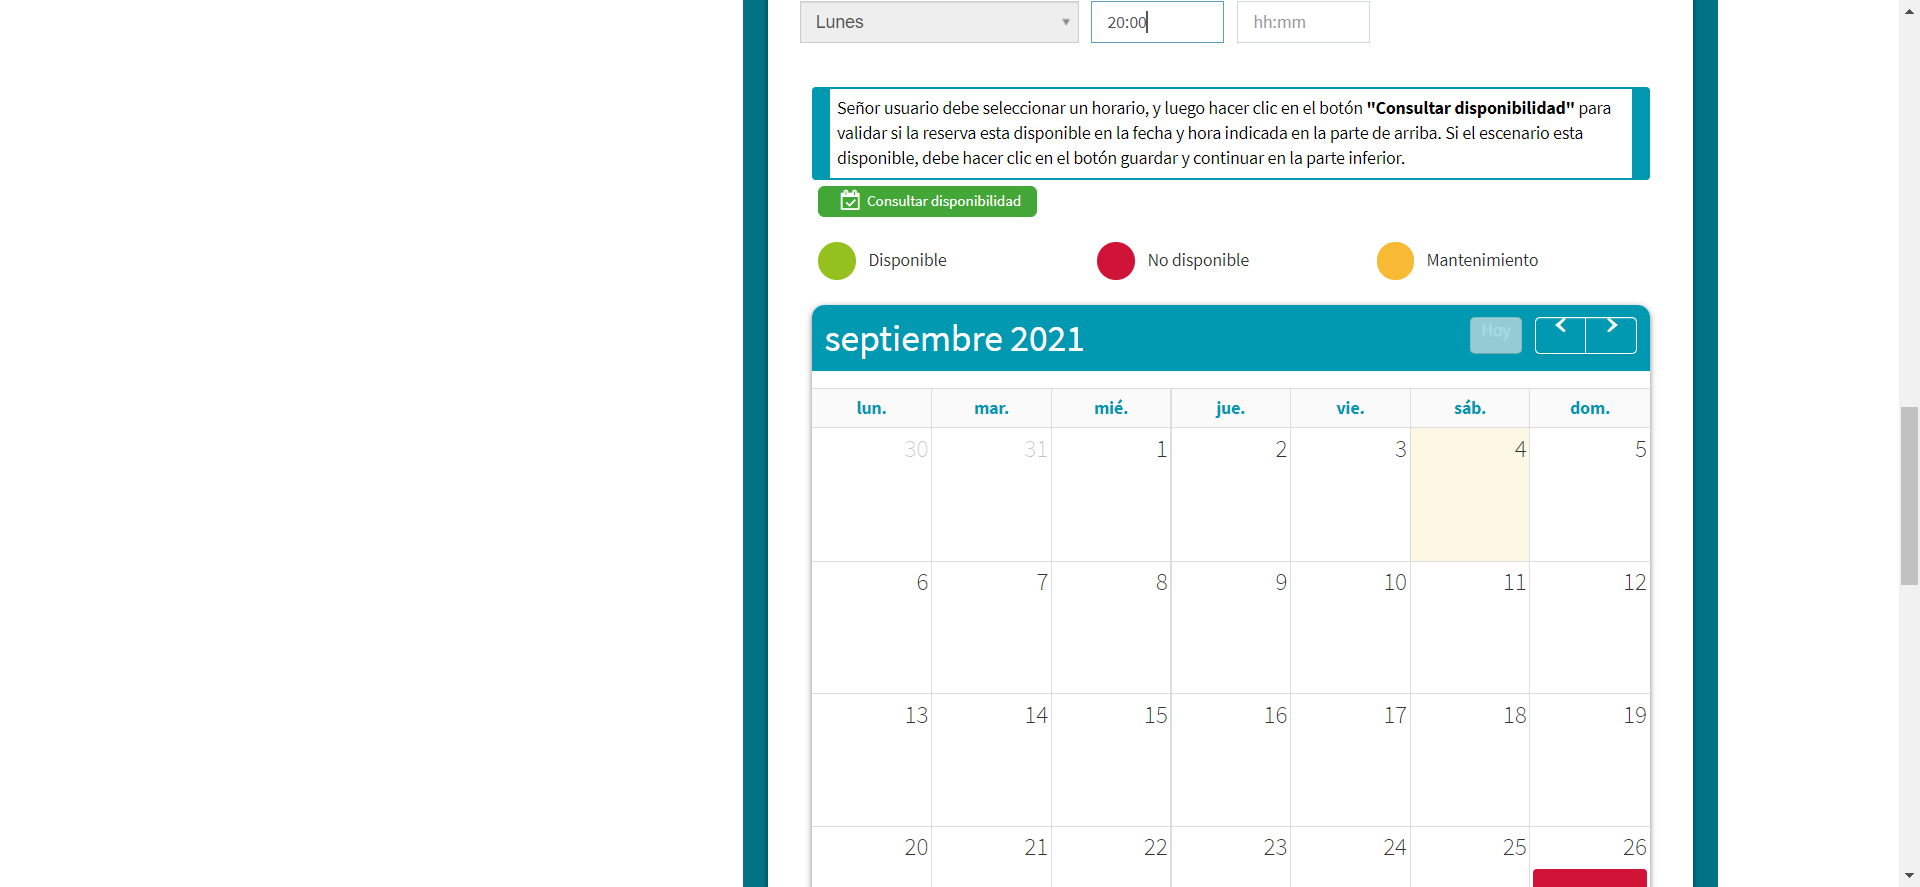 Lunes 20:00 hh:mm
Señor usuario debe seleccionar un horario, y luego hacer clic en el botón "Consultar disponibilidad" para
validar si la reserva esta disponible en la fecha y hora indicada en la parte de arriba. Si el escenario esta
disponible, debe hacer clic en el botón guardar y continuar en la parte inferior.
Consultar disponibilidad
Disponible No disponible Mantenimiento
septiembre 2021 Hoy
lun. mar. mié. jue. vie. sáb. dom.
30 31 1 2 3 4 5
6 7 8 9 10 11 12
13 14 15 16 17 18 19
20 21 22 23 24 25 26